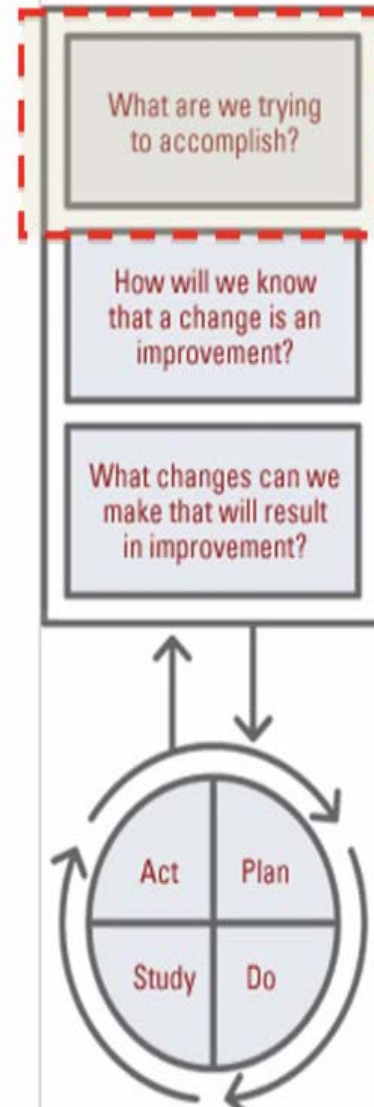 What are we trying
to accomplish?
How will we know
that a change is an
improvement?
What changes can we
make that will result
in improvement?
Act
Plan
Study
Do